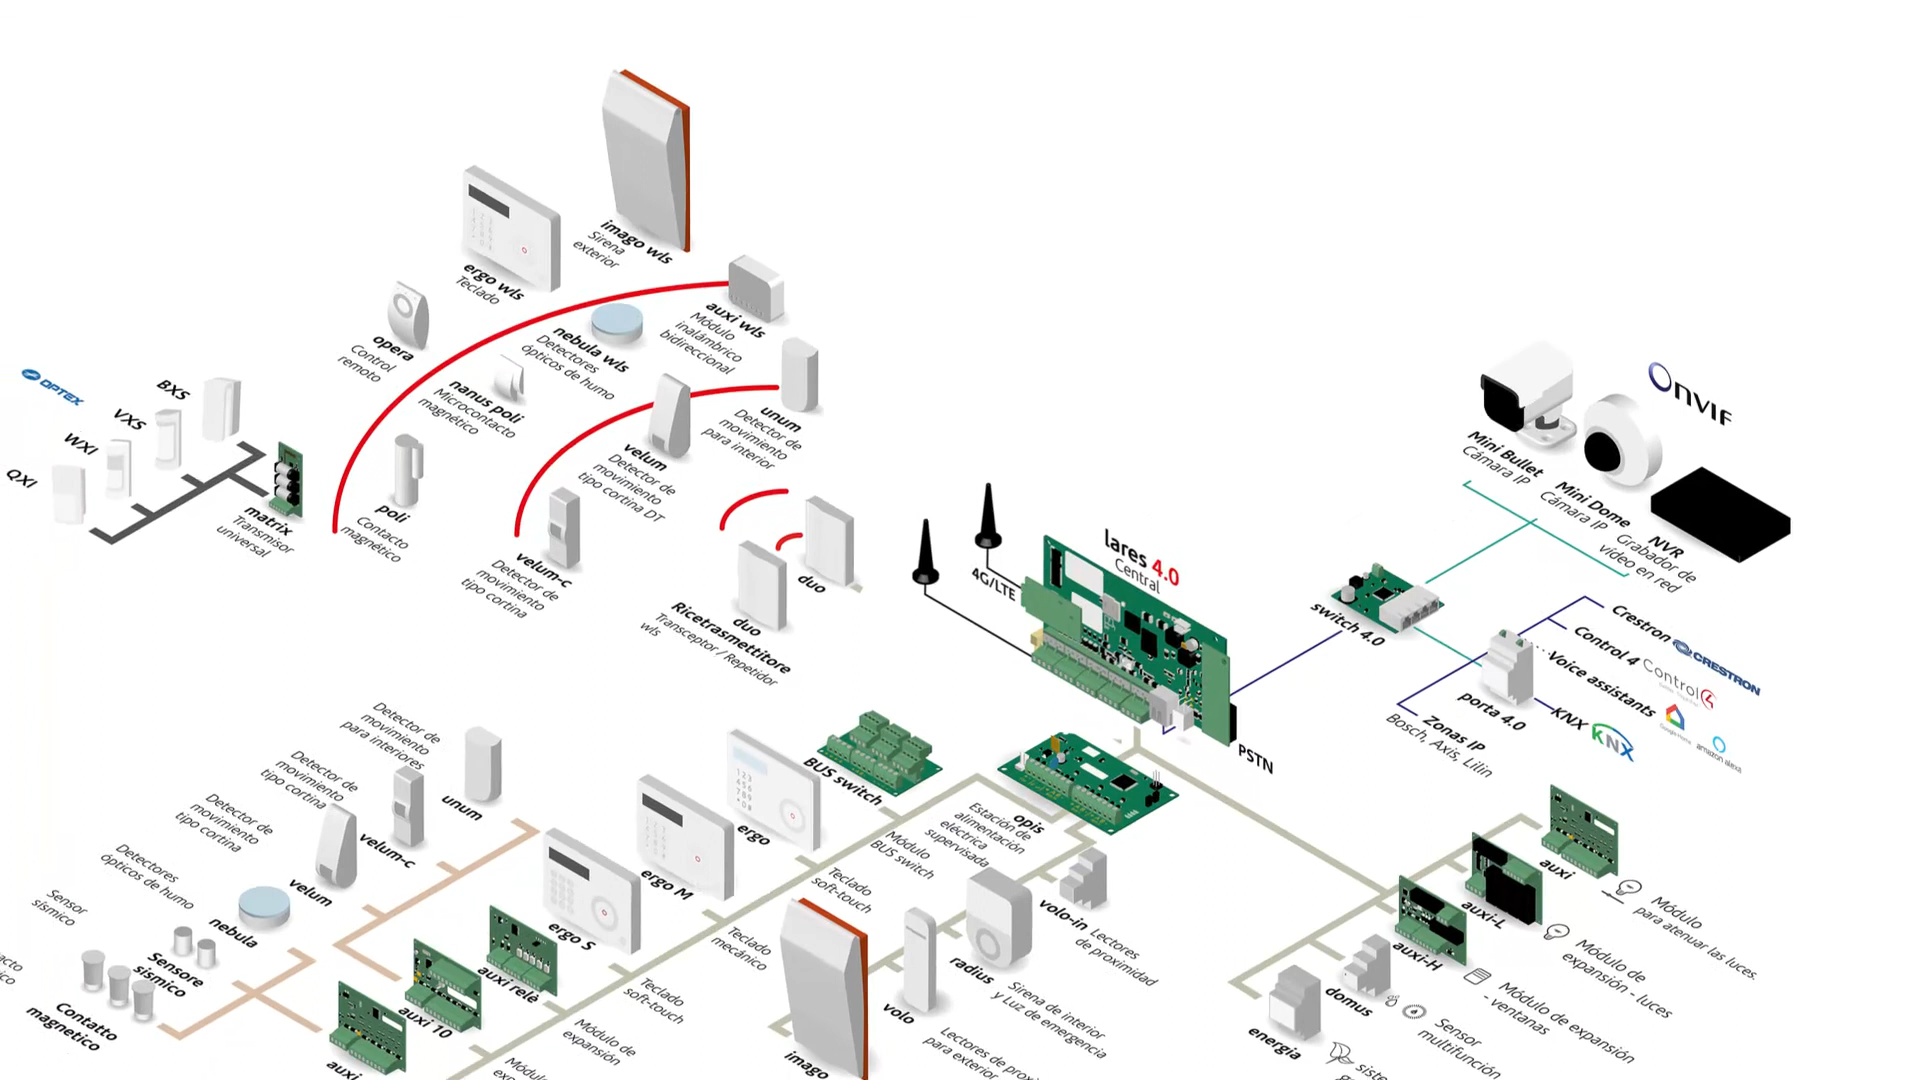 imago wls
Sirena
exterior
ergo wls
Teclado
auxi wls
Módulo
inalámbrico
bidireccional
opera
Control
remoto
nebula wls
Detectores
ópticos de humo
nanus poli
Microcontacto
magnético
unum
Detector de
movimiento
para interior
velum
Detector de
movimiento
tipo cortina DT
OPTEX
BXS
VXS
WXI
QXI
matrix
Transmisor
universal
poli
Contacto
magnético
velum-c
Detector de
movimiento
tipo cortina
duo
duo
Ricetrasmettitore
Transceptor / Repetidor
wls
4G/LTE
lares 4.0
Central
PSTN
ONVIF
Mini Bullet
Cámara IP
Mini Dome
Cámara IP
NVR
Grabador de
vídeo en red
switch 4.0
porta 4.0
Crestron
CRESTRON
Control 4
Control4
Voice assistants
Google Home
amazon alexa
KNX
KNX
Zonas IP
Bosch, Axis, Lilin
Detector de
movimiento
para interiores
unum
Detector de
movimiento
tipo cortina
velum-c
Detector de
movimiento
tipo cortina
velum
Detectores
ópticos de humo
nebula
Sensor
sísmico
Sensore
sismico
Contatto
magnetico
BUS switch
Módulo
BUS switch
opis
Estación de
alimentación
eléctrica
supervisada
ergo
Teclado
soft-touch
ergo M
Teclado
mecánico
ergo S
Teclado
soft-touch
auxi relè
Módulo de
expansión
auxi 10
auxi
imago
volo
Lectores de proxi
para exterior
radius
Sirena de interior
y Luz de emergencia
volo-in
Lectores
de proximidad
auxi
Módulo
para atenuar las luces.
auxi-L
Módulo de
expansión - luces
auxi-H
Módulo de expansión
- ventanas
domus
Sensor
multifunción
energia